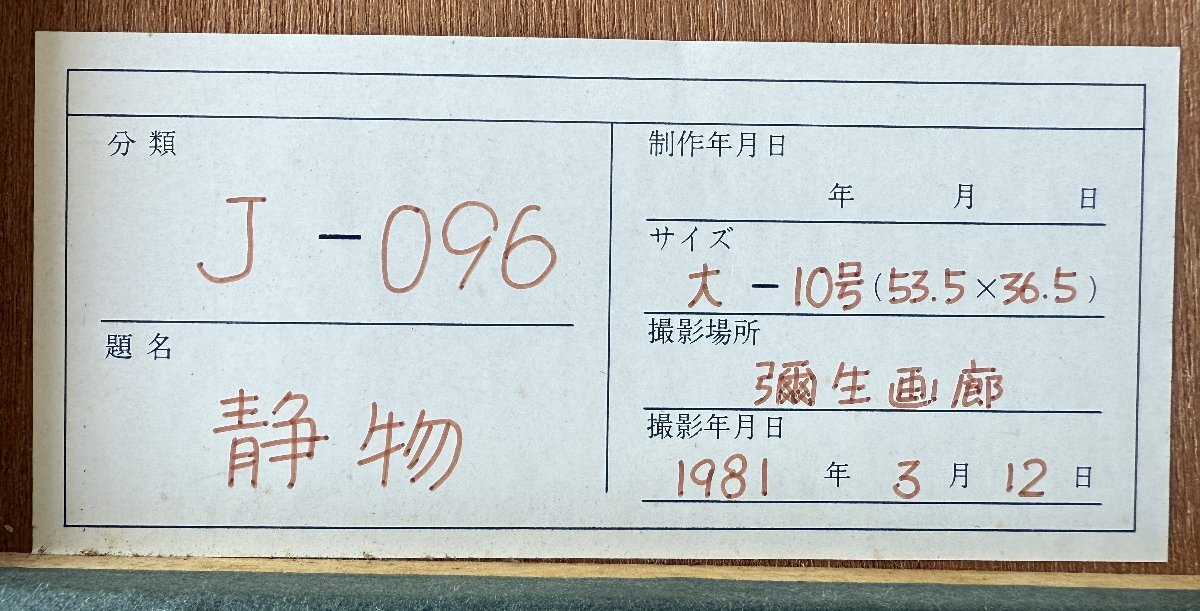 分類
J－096
題名
静物
制作年月日
年 月 日
サイズ
大－10号(53.5×36.5)
撮影場所
彌生画廊
撮影年月日
1981年3月12日